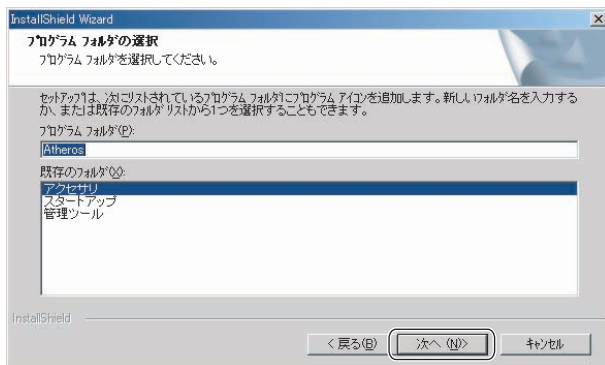 InstallShield Wizard
プログラム フォルダの選択
プログラム フォルダを選択してください。
セットアップは、次にリストされているプログラム フォルダにプログラム アイコンを追加します。新しいフォルダ名を入力する
か、または既存のフォルダ リストから1つを選択することもできます。
プログラム フォルダ(P):
Atheros
既存のフォルダ(X):
アクセサリ
スタートアップ
管理ツール
InstallShield
< 戻る(B)
次へ (N)>
キャンセル